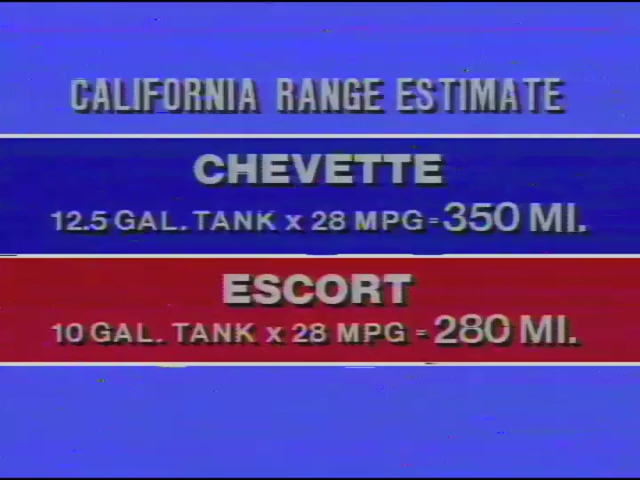 CALIFORNIA RANGE ESTIMATE
CHEVETTE
12.5 GAL. TANK x 28 MPG = 350 MI.
ESCORT
10 GAL. TANK x 28 MPG = 280 MI.